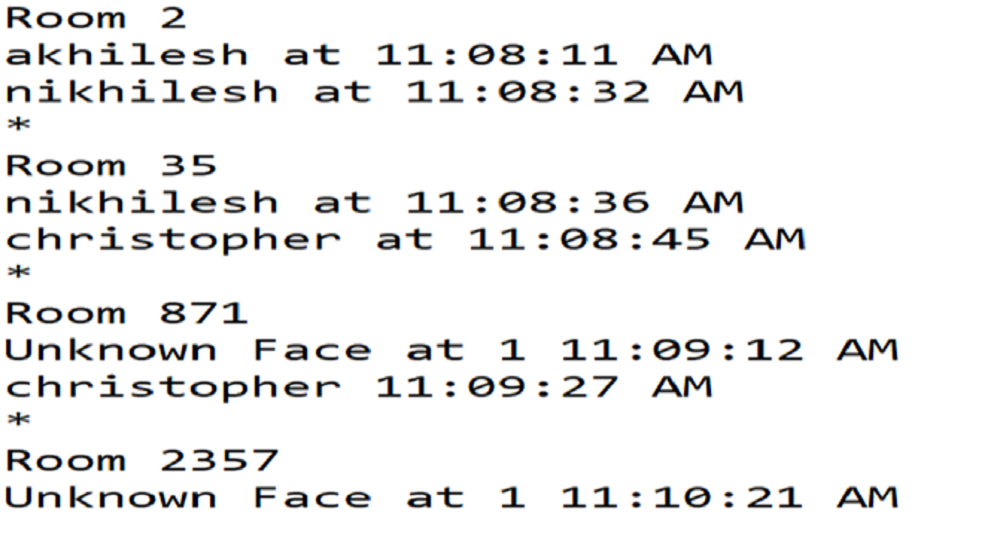 Room 2
akhilesh at 11:08:11 AM
nikhilesh at 11:08:32 AM
*
Room 35
nikhilesh at 11:08:36 AM
christopher at 11:08:45 AM
*
Room 871
Unknown Face at 1 11:09:12 AM
christopher 11:09:27 AM
*
Room 2357
Unknown Face at 1 11:10:21 AM